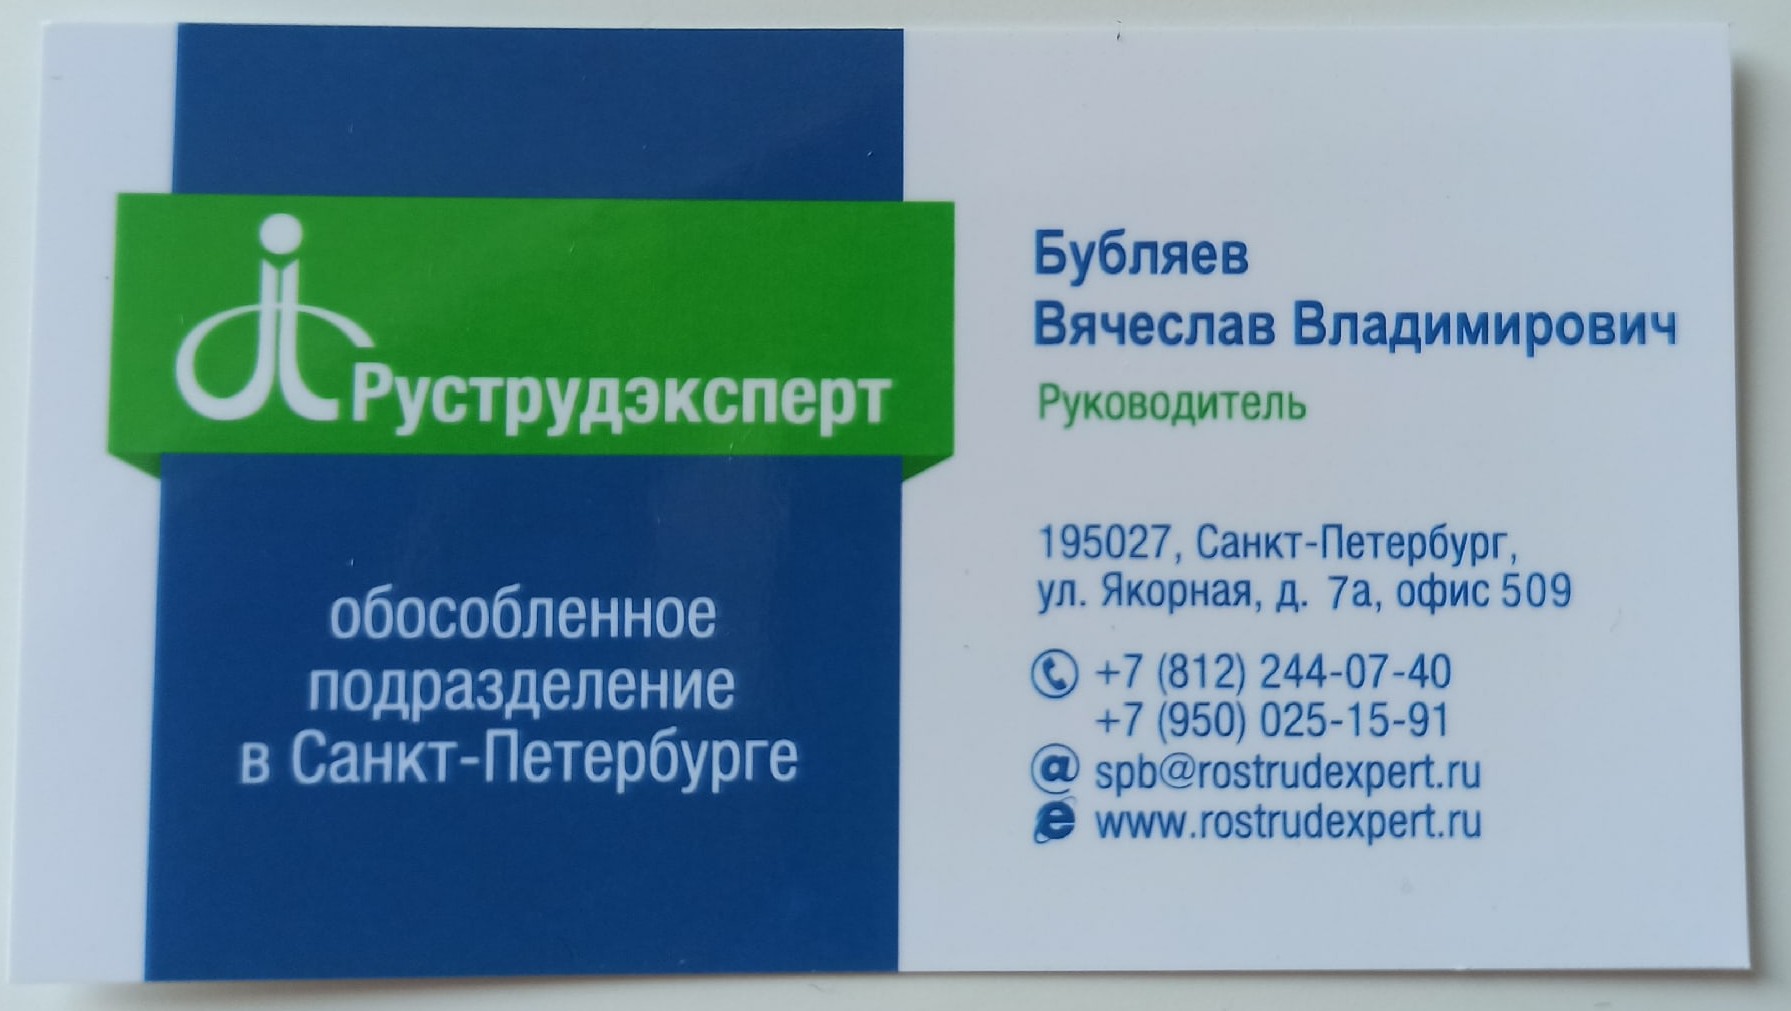 Руструдэксперт
обособленное
подразделение
в Санкт-Петербурге
Бубляев
Вячеслав Владимирович
Руководитель
195027, Санкт-Петербург,
ул. Якорная, д. 7а, офис 509
+7 (812) 244-07-40
+7 (950) 025-15-91
spb@rostrudexpert.ru
www.rostrudexpert.ru